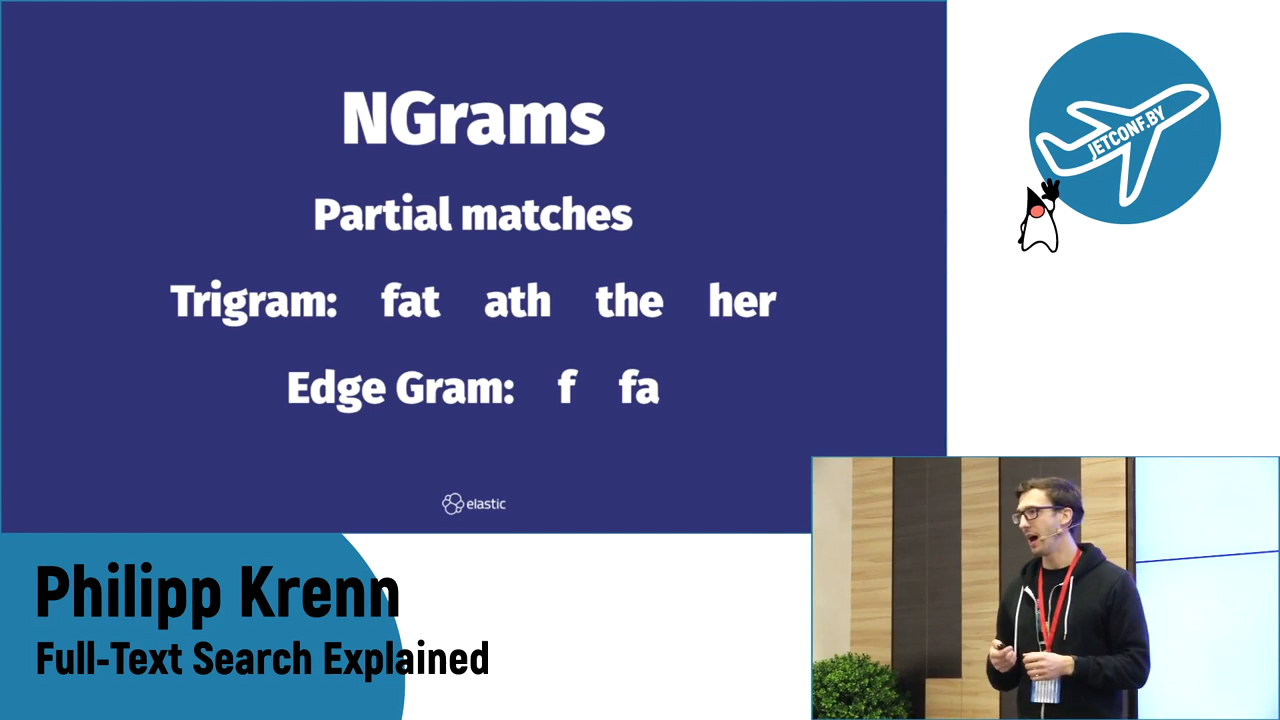 NGrams
Partial matches
Trigram: fat ath the her
Edge Gram: f fa
elastic
JETCONF.BY
Philipp Krenn
Full-Text Search Explained